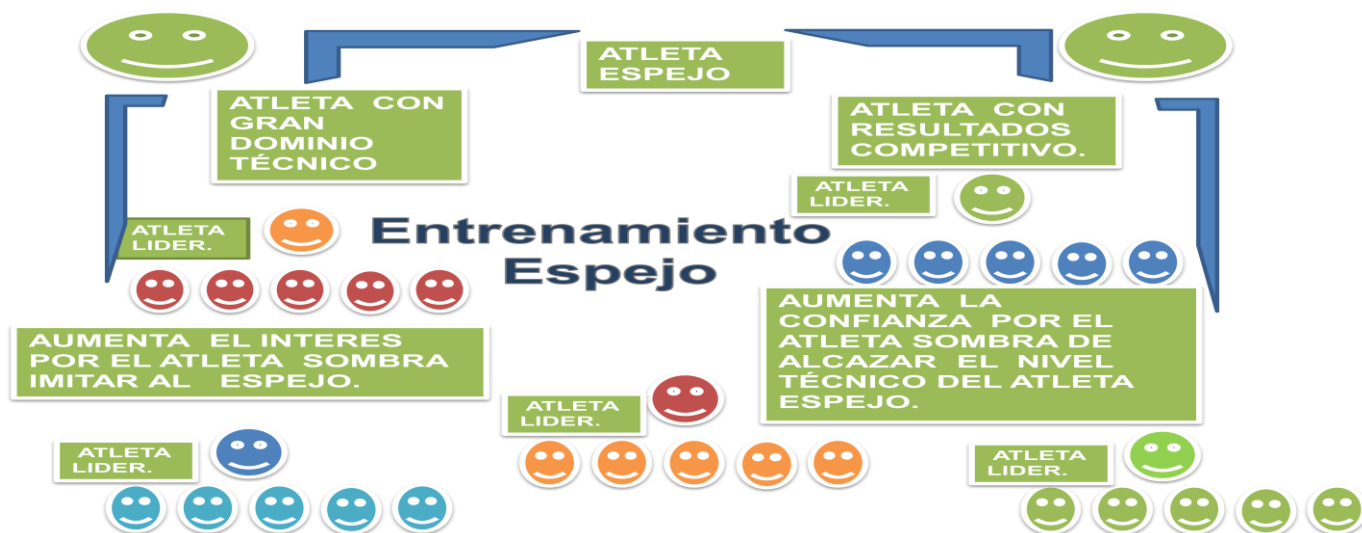 ATLETA
ESPEJO
ATLETA CON
GRAN
DOMINIO
TÉCNICO
ATLETA CON
RESULTADOS
COMPETITIVO.
ATLETA
LIDER.
ATLETA
LIDER.
Entrenamiento
Espejo
AUMENTA EL INTERES
POR EL ATLETA SOMBRA
IMITAR AL ESPEJO.
AUMENTA LA
CONFIANZA POR EL
ATLETA SOMBRA DE
ALCAZAR EL NIVEL
TÉCNICO DEL ATLETA
ESPEJO.
ATLETA
LIDER.
ATLETA
LIDER.
ATLETA
LIDER.